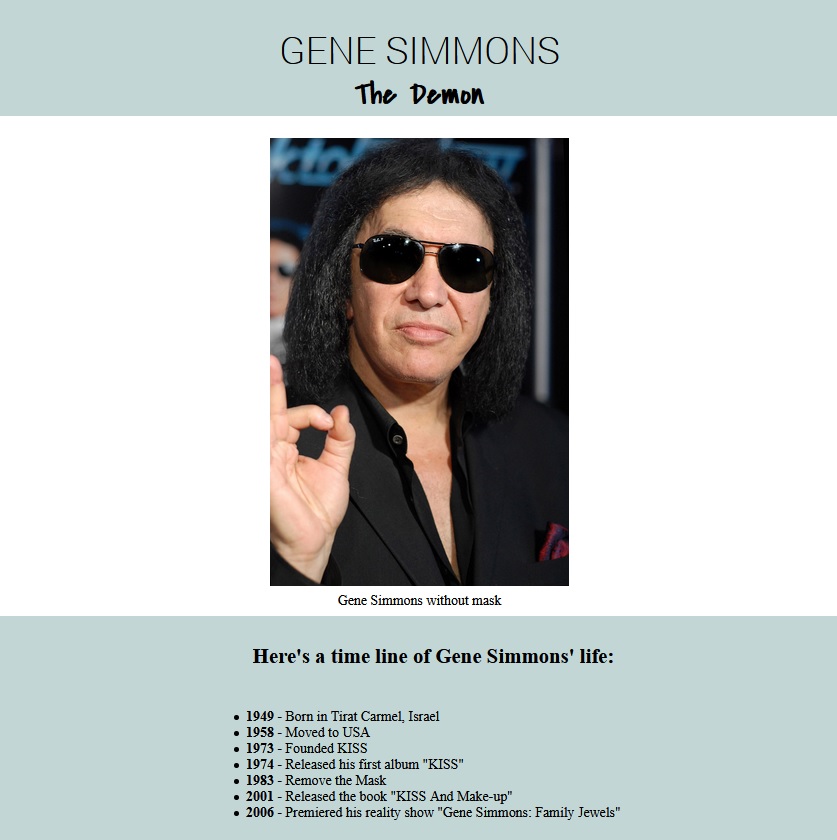 GENE SIMMONS
The Demon
Gene Simmons without mask
Here's a time line of Gene Simmons' life:
1949 - Born in Tirat Carmel, Israel
1958 - Moved to USA
1973 - Founded KISS
1974 - Released his first album "KISS"
1983 - Remove the Mask
2001 - Released the book "KISS And Make-up"
2006 - Premiered his reality show "Gene Simmons: Family Jewels"